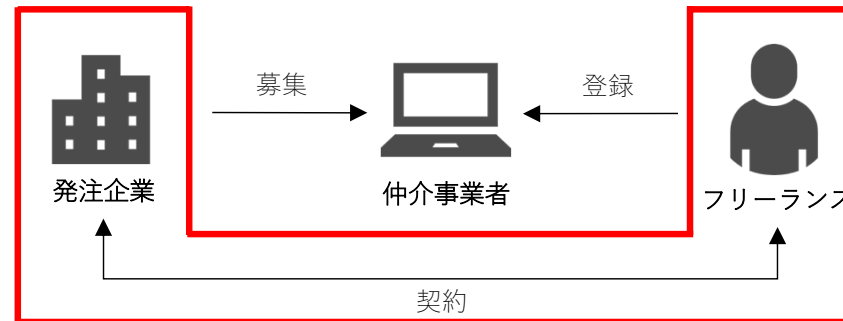 募集
登録
発注企業
仲介事業者
フリーランス
契約